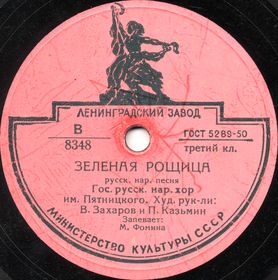 ЛЕНИНГРАДСКИЙ ЗАВОД
В
8348
ГОСТ 5289-50
третий кл.
ЗЕЛЕНАЯ РОЩИЦА
русск. нар. песня
Гос. русск. нар. хор
им. Пятницкого. Худ. рук-ли:
В. Захаров и П. Казьмин
Запевает:
М. Фомина
МИНИСТЕРСТВО КУЛЬТУРЫ СССР